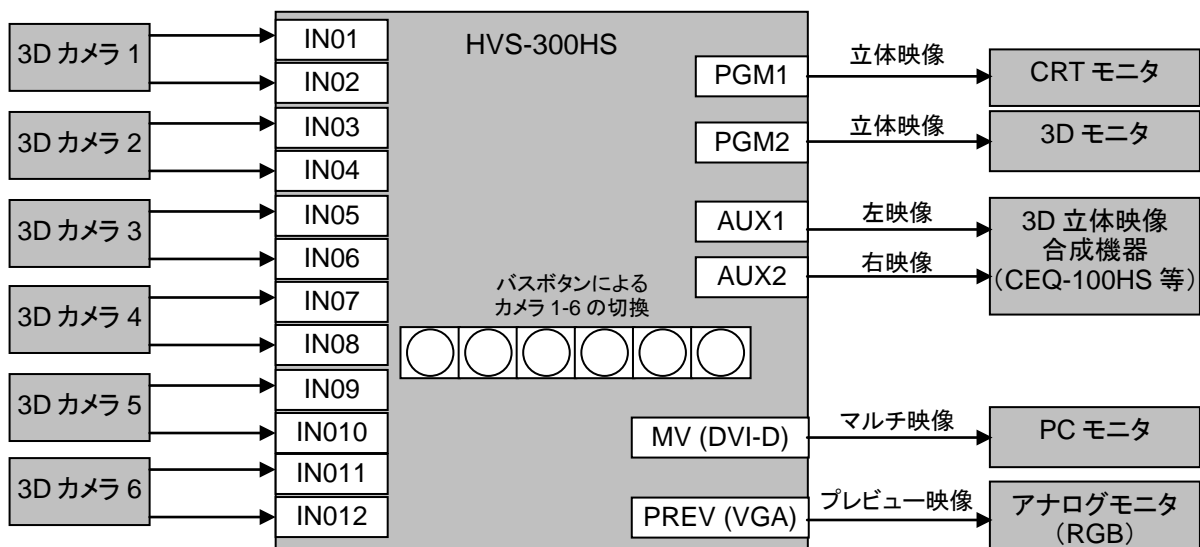 3D カメラ 1
3D カメラ 2
3D カメラ 3
3D カメラ 4
3D カメラ 5
3D カメラ 6
IN01
IN02
IN03
IN04
IN05
IN06
IN07
IN08
IN09
IN010
IN011
IN012
HVS-300HS
バスボタンによる
カメラ 1-6 の切換
PGM1
PGM2
AUX1
AUX2
MV (DVI-D)
PREV (VGA)
立体映像
立体映像
左映像
右映像
マルチ映像
プレビュー映像
CRT モニタ
3D モニタ
3D 立体映像
合成機器
(CEQ-100HS 等)
PC モニタ
アナログモニタ
(RGB)